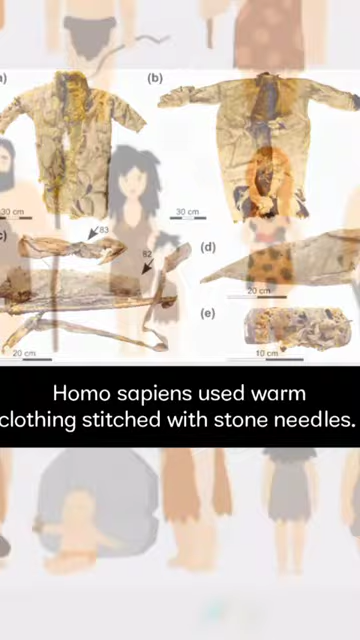 a)
(b)
30 cm
30 cm
c)
83
82
(d)
20 cm
(e)
20 cm
10 cm
Homo sapiens used warm
clothing stitched with stone needles.